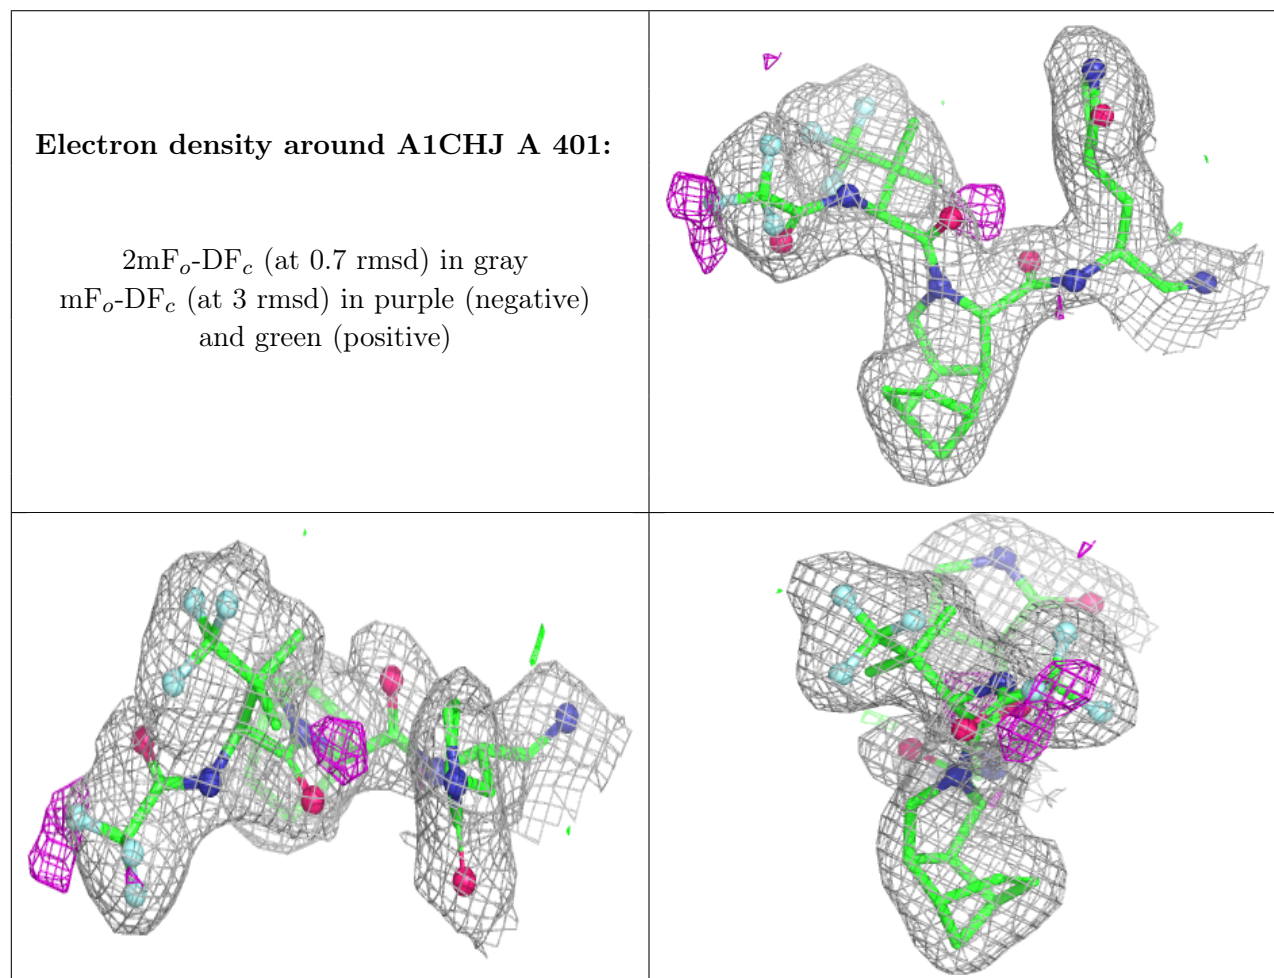 Electron density around A1CHJ A 401:
2mFo-DFc (at 0.7 rmsd) in gray
mFo-DFc (at 3 rmsd) in purple (negative)
and green (positive)